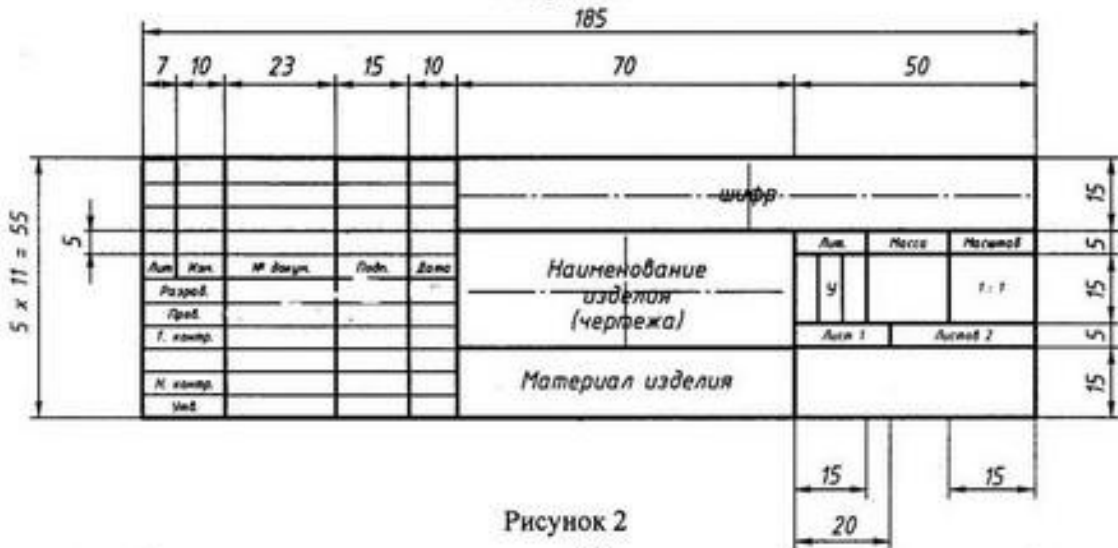 185
7 10 23 15 10 70 50
5 х 11 = 55
5
шифр
15
Лит. Масса Масштаб
5
Лит Изм. № докум. Подп. Дата
Наименование
изделия
(чертежа)
У
1:1
15
Разраб.
Пров.
Т. контр.
Лист 1 Листов 2
5
Материал изделия
15
Н. контр.
Утв.
15 15
20
Рисунок 2